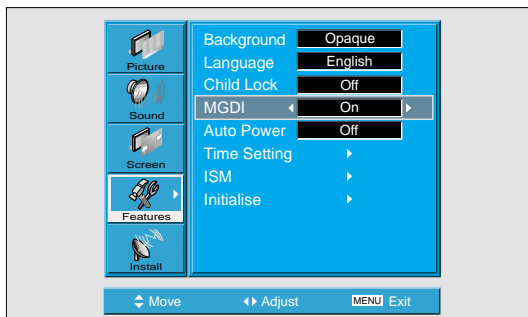 Picture
Sound
Screen
Features
Install
Background Opaque
Language English
Child Lock Off
MGDI On
Auto Power Off
Time Setting
ISM
Initialise
Move Adjust MENU Exit